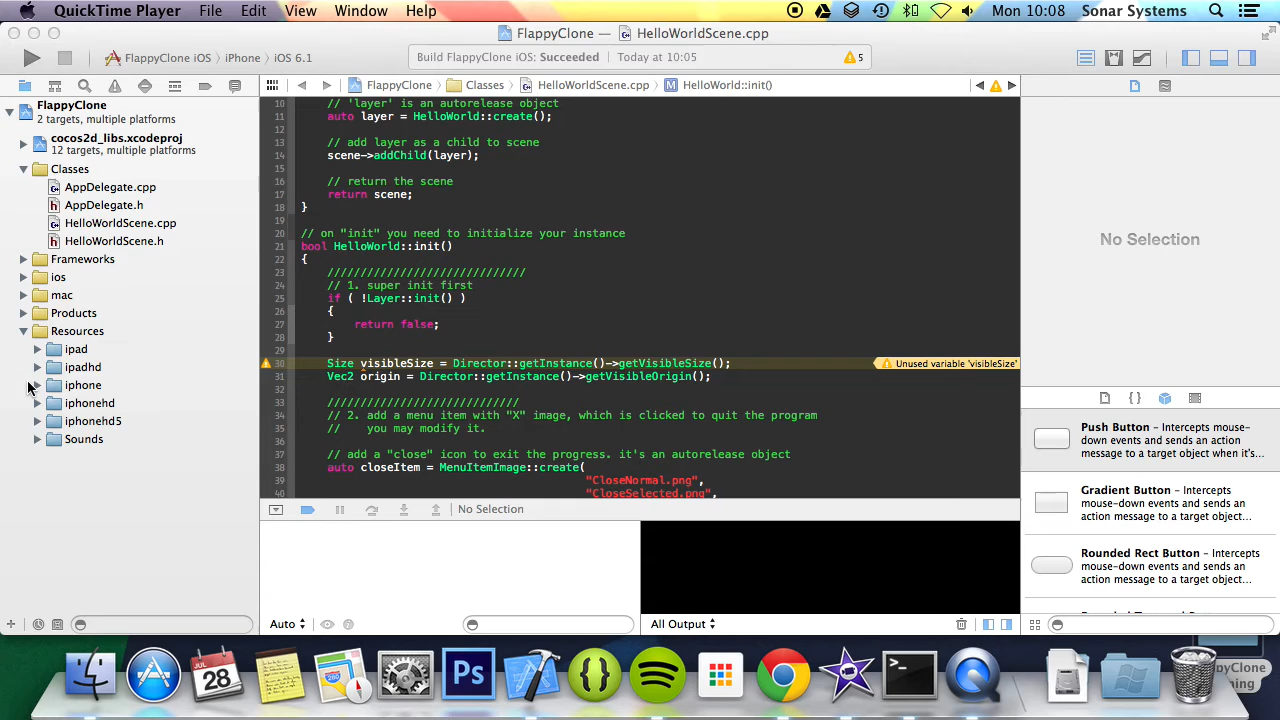 QuickTime Player File Edit View Window Help Mon 10:08 Sonar Systems
FlappyClone — HelloWorldScene.cpp
FlappyClone iOS iPhone iOS 6.1
Build FlappyClone iOS: Succeeded Today at 10:05 5
FlappyClone Classes HelloWorldScene.cpp HelloWorld::init()
FlappyClone
2 targets, multiple platforms
cocos2d_libs.xcodeproj
12 targets, multiple platforms
Classes
AppDelegate.cpp
AppDelegate.h
HelloWorldScene.cpp
HelloWorldScene.h
Frameworks
ios
mac
Products
Resources
ipad
ipadhd
iphone
iphonehd
iphonehd5
Sounds
10 // 'layer' is an autorelease object
11 auto layer = HelloWorld::create();
12
13 // add layer as a child to scene
14 scene->addChild(layer);
15
16 // return the scene
17 return scene;
18 }
19
20 // on "init" you need to initialize your instance
21 bool HelloWorld::init()
22 {
23 //////////////////////////////
24 // 1. super init first
25 if ( !Layer::init() )
26 {
27 return false;
28 }
29
30 Size visibleSize = Director::getInstance()->getVisibleSize(); Unused variable 'visibleSize'
31 Vec2 origin = Director::getInstance()->getVisibleOrigin();
32
33 /////////////////////////////
34 // 2. add a menu item with "X" image, which is clicked to quit the program
35 // you may modify it.
36
37 // add a "close" icon to exit the progress. it's an autorelease object
38 auto closeItem = MenuItemImage::create(
39 "CloseNormal.png",
40 "CloseSelected.png",
No Selection
Auto
All Output
No Selection
Push Button - Intercepts mouse-
down events and sends an action
message to a target object when it's...
Gradient Button - Intercepts
mouse-down events and sends an
action message to a target object...
Rounded Rect Button - Intercepts
mouse-down events and sends an
action message to a target object...
28